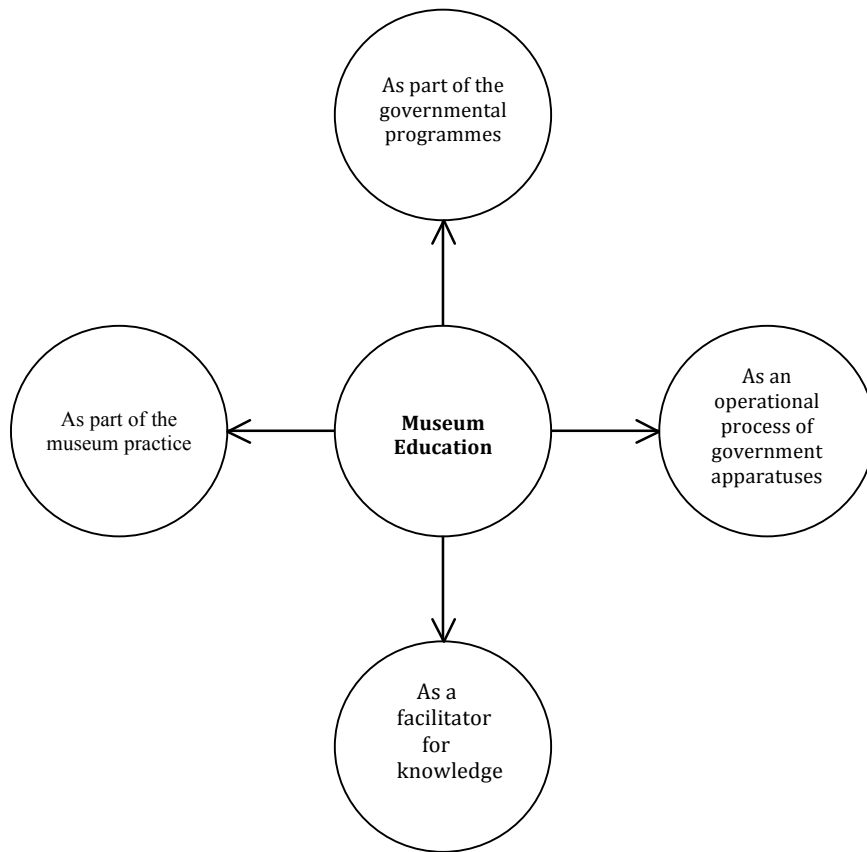 As part of the
governmental
programmes
As part of the
museum practice
Museum
Education
As an
operational
process of
government
apparatuses
As a
facilitator
for
knowledge